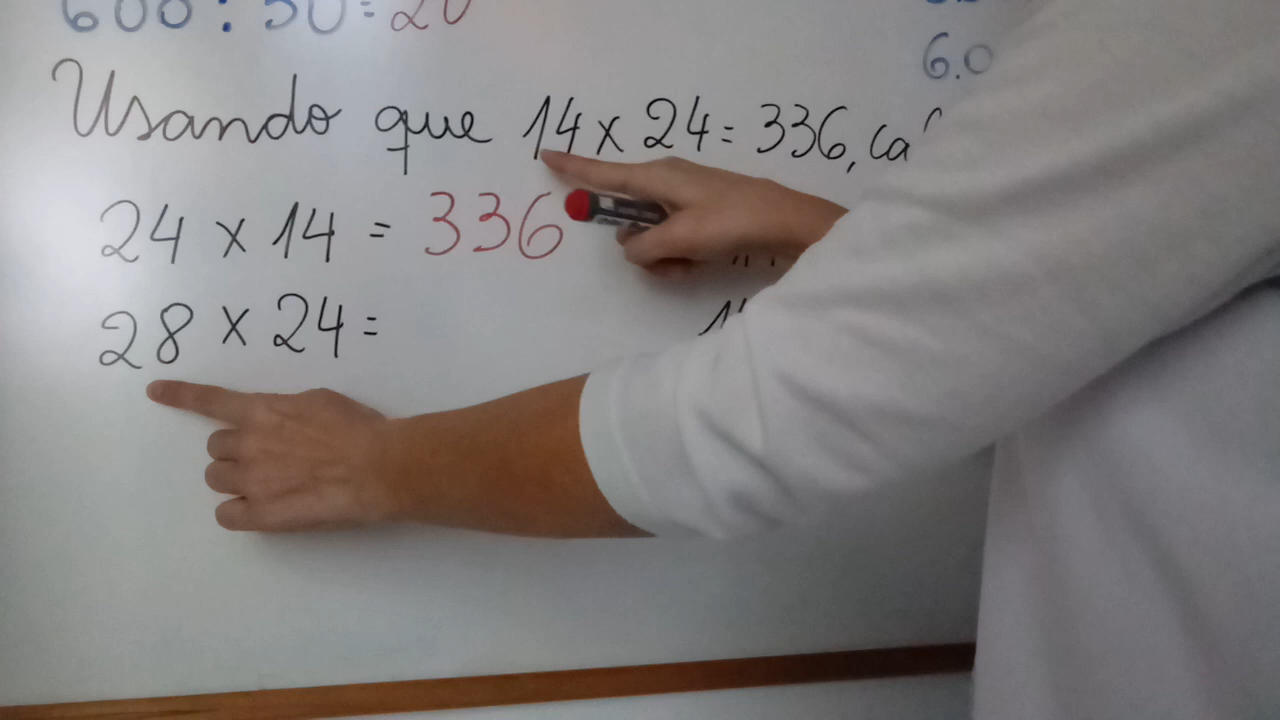 600 : 30 = 20
6.0
Usando que 14 x 24 = 336, ca
24 x 14 = 336
28 x 24 =